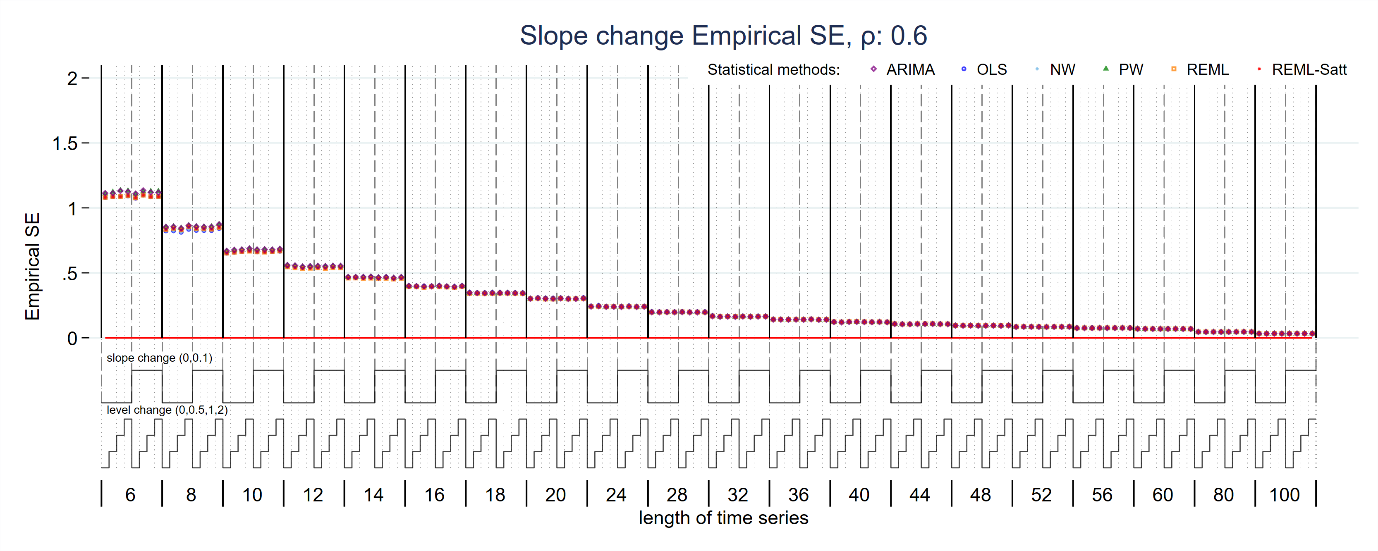 Slope change Empirical SE, ρ: 0.6
Statistical methods: ARIMA OLS NW PW REML REML-Satt
2
1.5
1
.5
0
Empirical SE
slope change (0,0.1)
level change (0,0.5,1,2)
6 8 10 12 14 16 18 20 24 28 32 36 40 44 48 52 56 60 80 100
length of time series